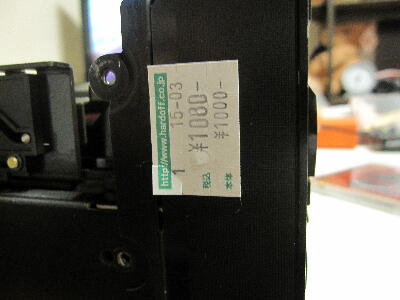 http://www.hardoff.co.jp
1 15-03
税込 ¥1080-
本体 ¥1000-